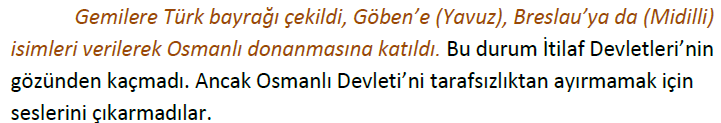 Gemilere Türk bayrağı çekildi, Göben’e (Yavuz), Breslau’ya da (Midilli)
isimleri verilerek Osmanlı donanmasına katıldı. Bu durum İtilaf Devletleri’nin
gözünden kaçmadı. Ancak Osmanlı Devleti’ni tarafsızlıktan ayırmamak için
seslerini çıkarmadılar.